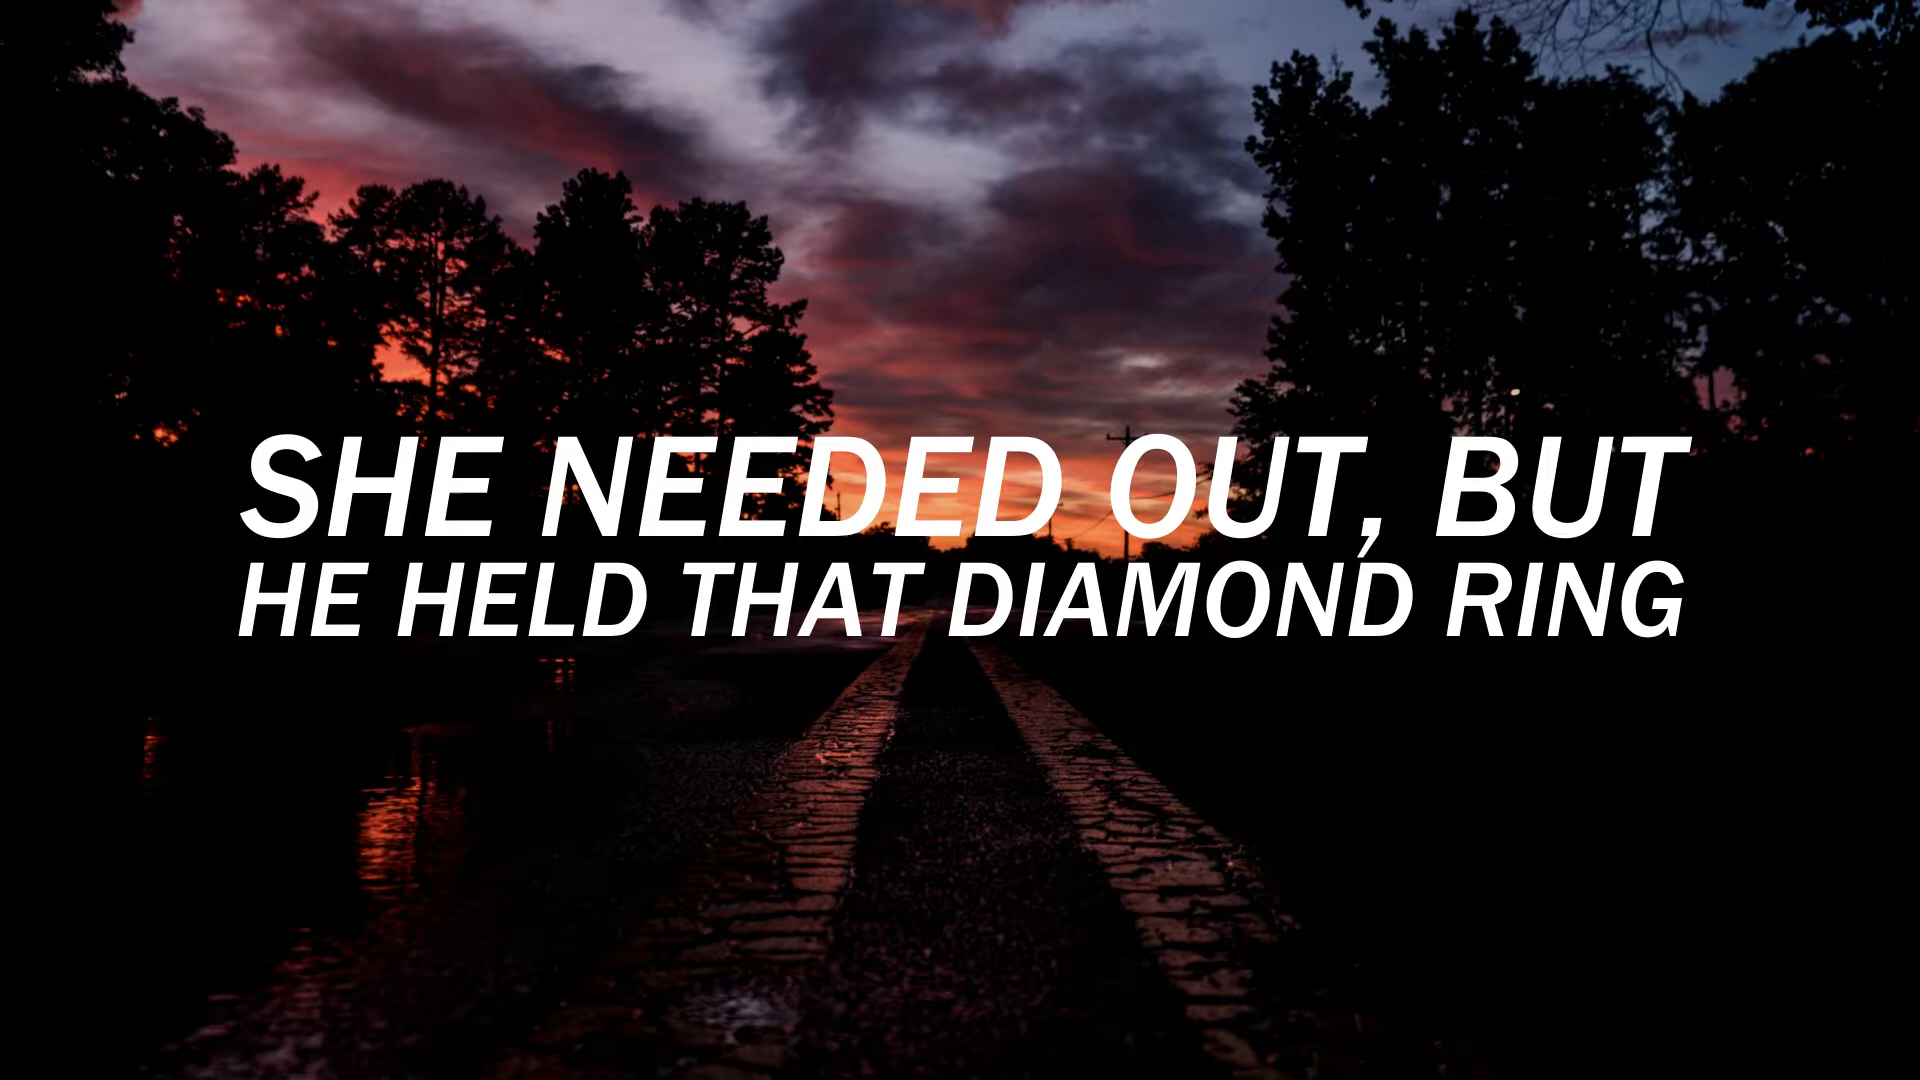 SHE NEEDED OUT, BUT
HE HELD THAT DIAMOND RING